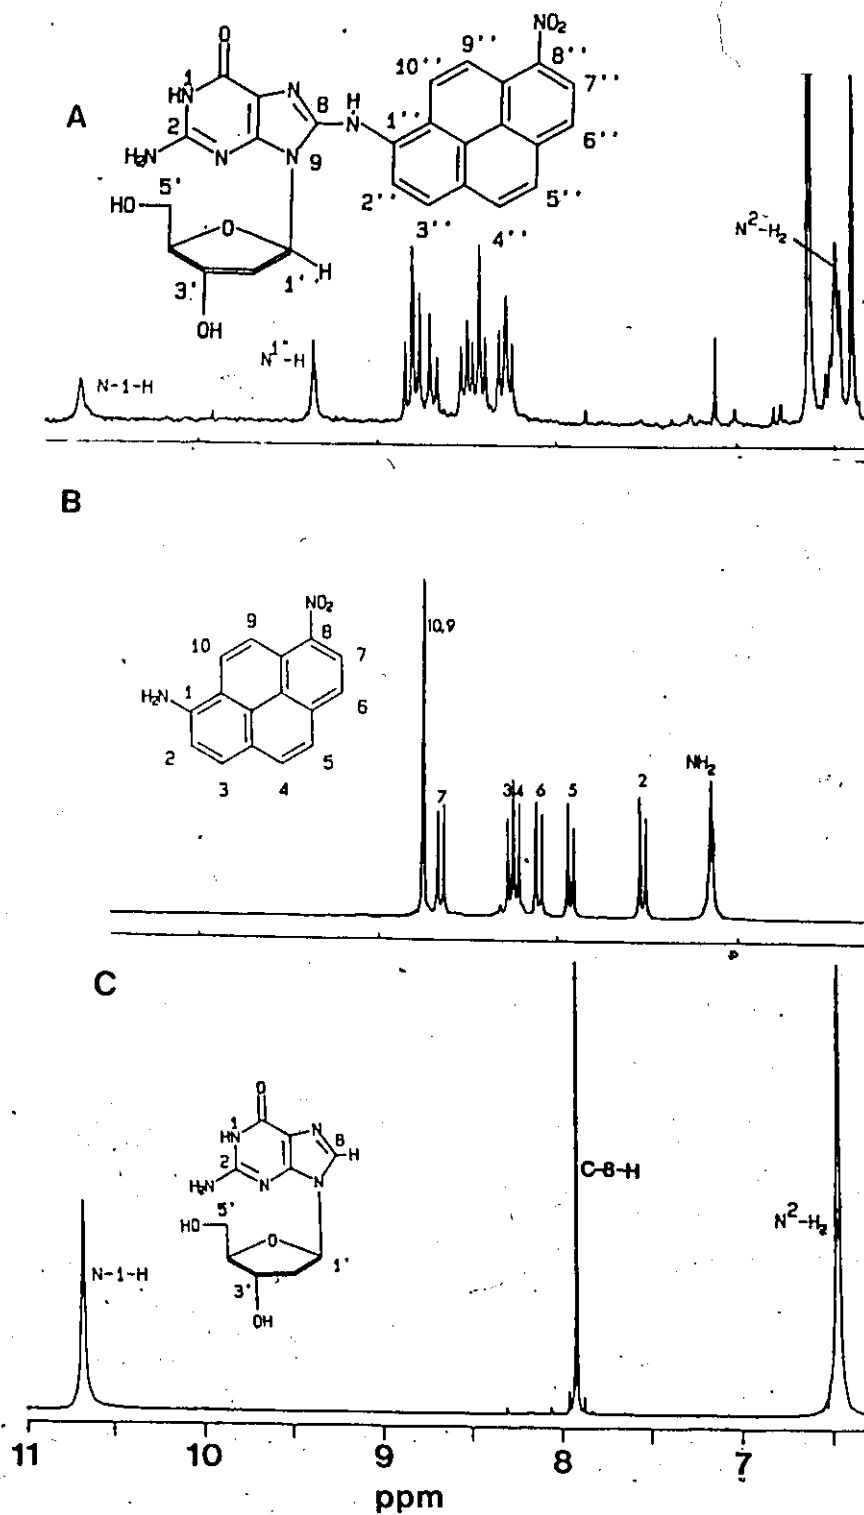 A
O
HN
1
2
H₂N
N
N
N
9
8
H
N
1''
2''
3''
4''
5''
6''
7''
8''
9''
10''
NO₂
HO
5'
O
3'
1'
H
OH
N-1-H
N1''-H
N²-H₂
B
NO₂
H₂N
1
2
3
4
5
6
7
8
9
10
10,9
7
3
4
6
5
2
NH₂
C
O
HN
1
2
H₂N
N
N
N
8
H
HO
5'
O
3'
1'
OH
N-1-H
C-8-H
N²-H₂
11
10
9
8
7
ppm